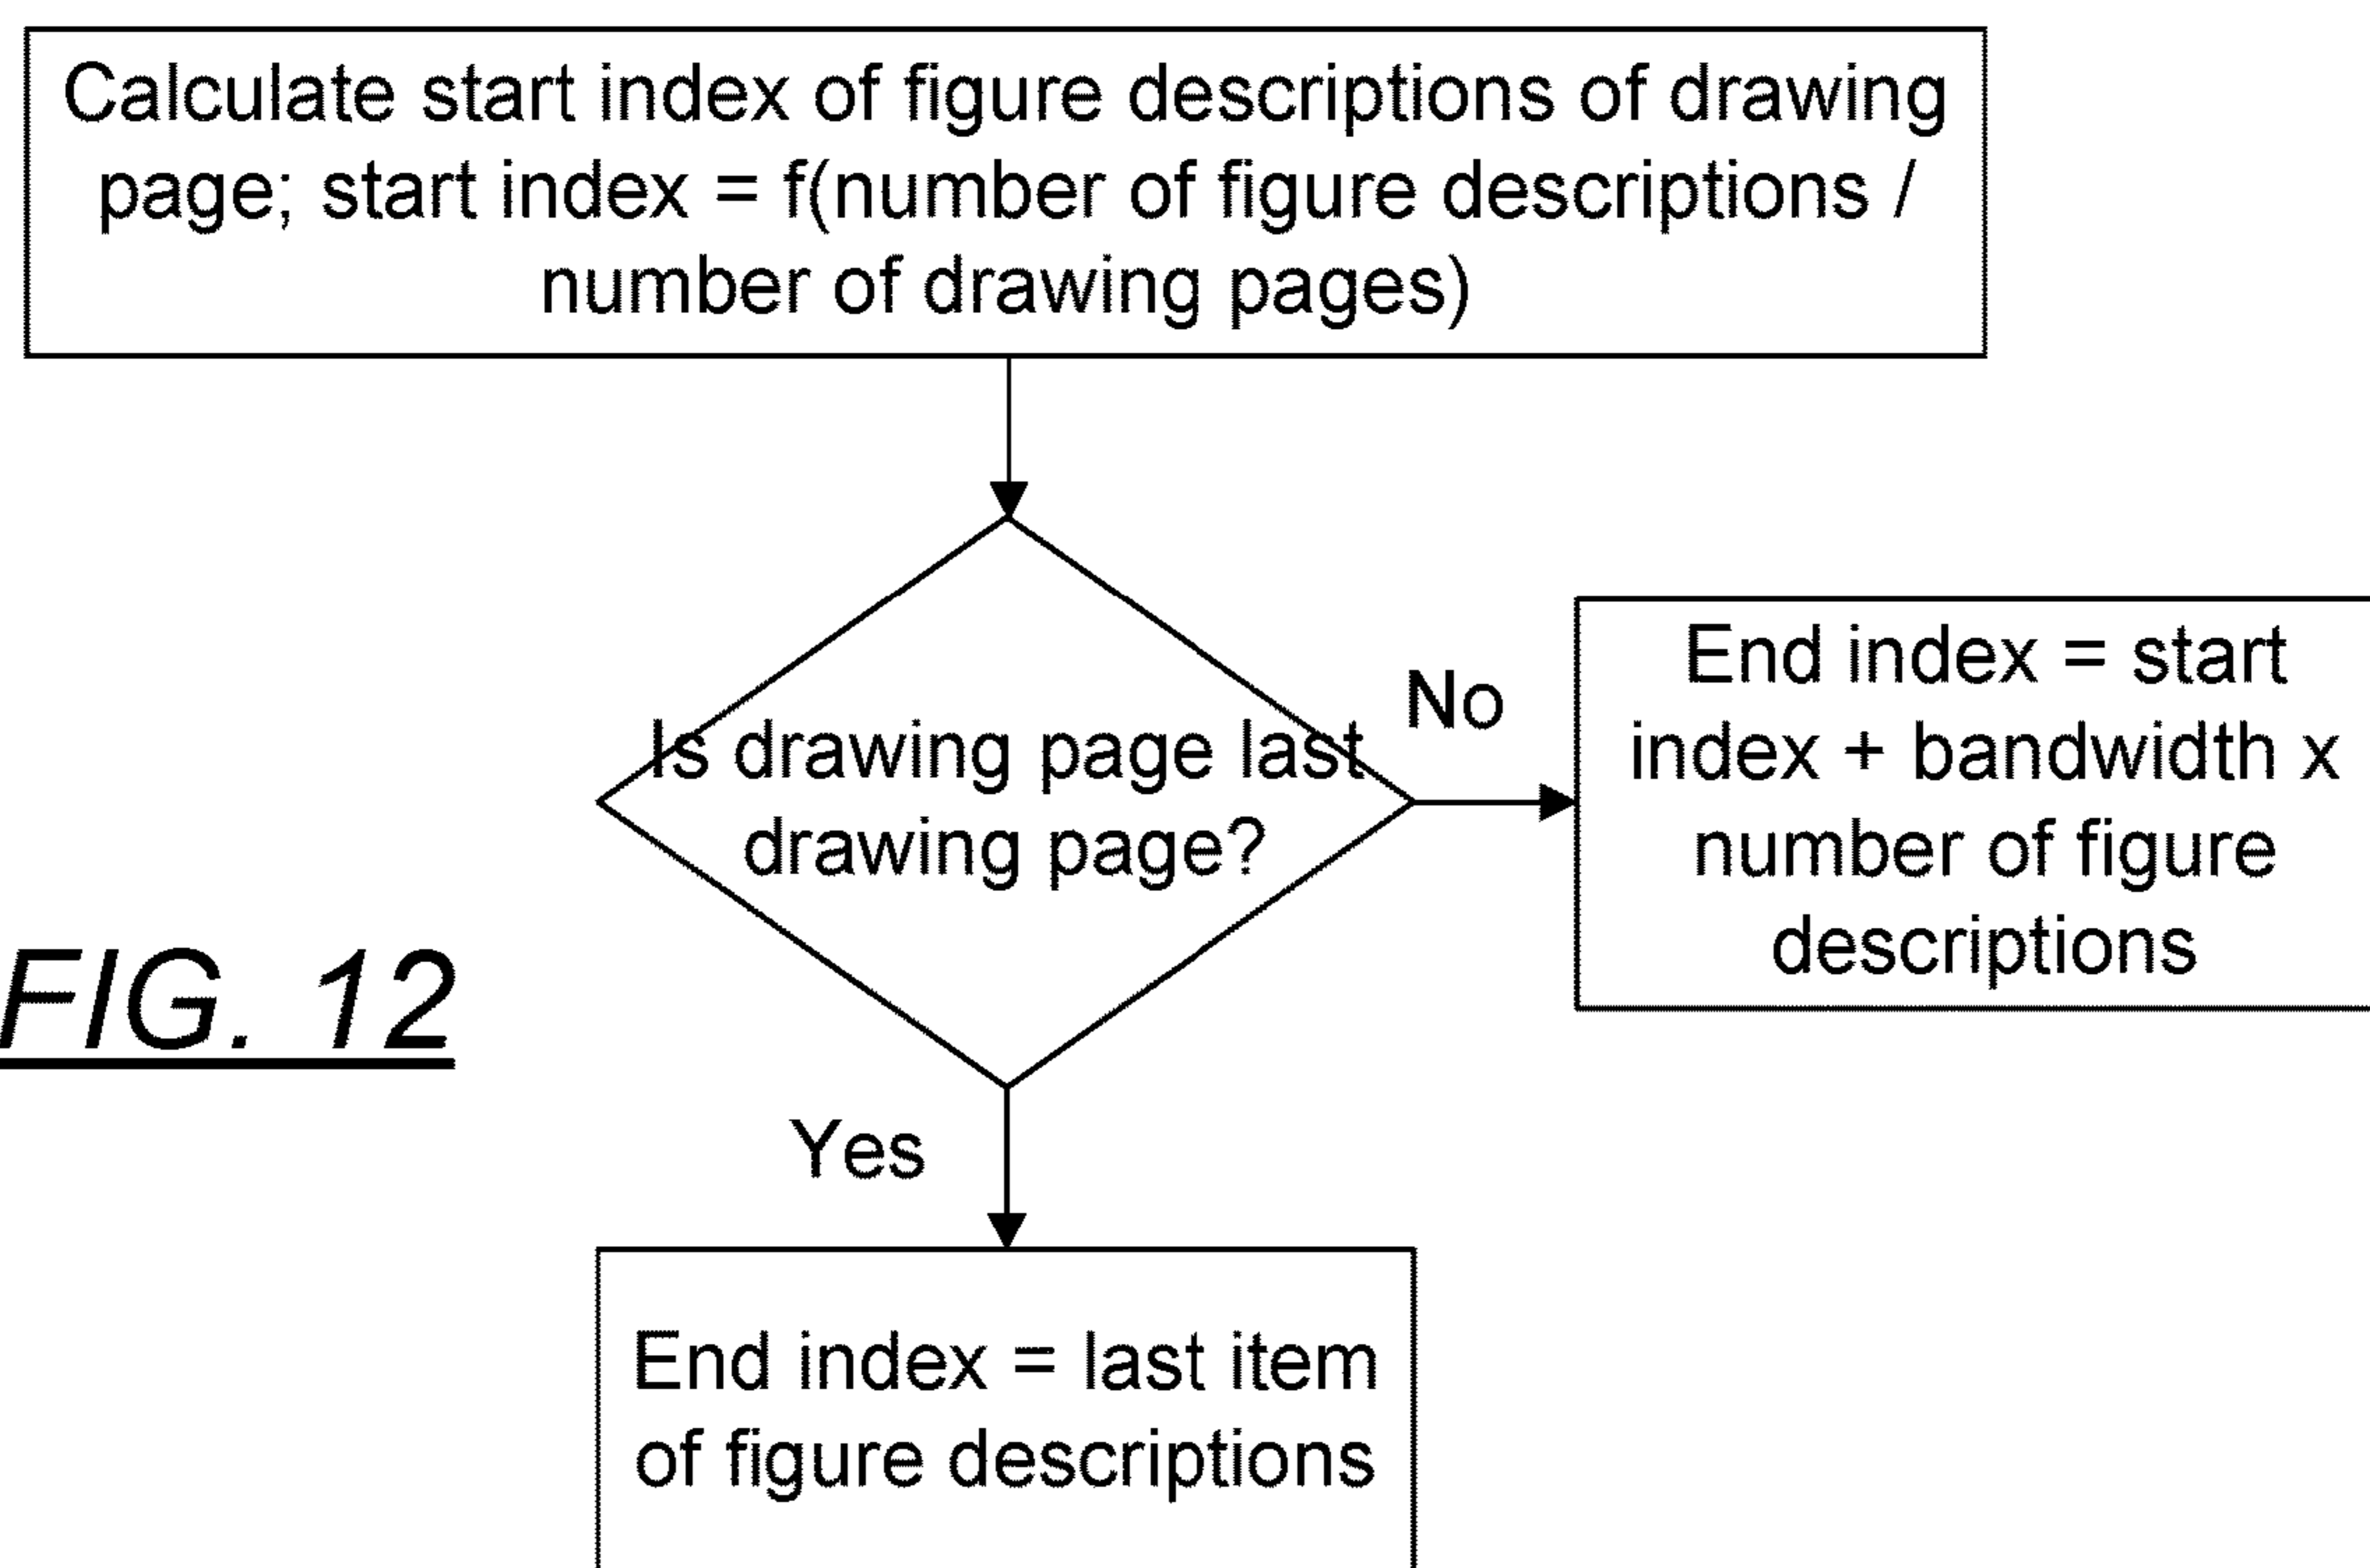 Calculate start index of figure descriptions of drawing
page; start index = f(number of figure descriptions /
number of drawing pages)
Is drawing page last
drawing page?
No
End index = start
index + bandwidth x
number of figure
descriptions
FIG. 12
Yes
End index = last item
of figure descriptions